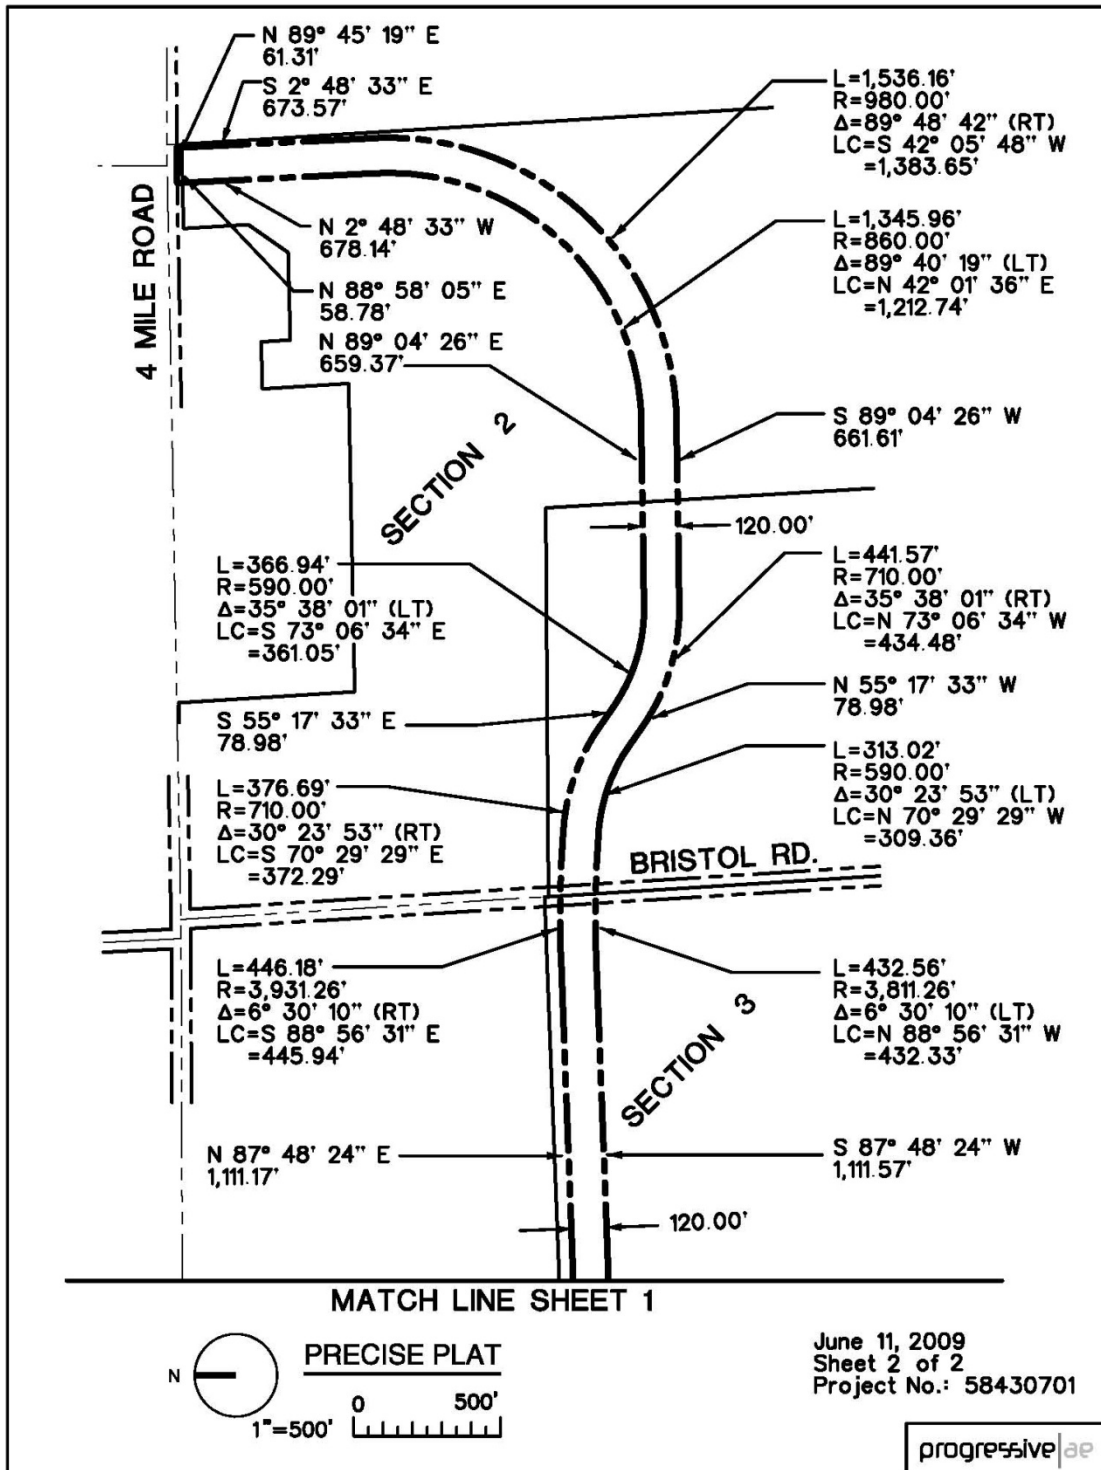 N 89° 45' 19" E
61.31'
S 2° 48' 33" E
673.57'
L=1,536.16'
R=980.00'
Δ=89° 48' 42" (RT)
LC=S 42° 05' 48" W
=1,383.65'
4 MILE ROAD
N 2° 48' 33" W
678.14'
L=1,345.96'
R=860.00'
Δ=89° 40' 19" (LT)
LC=N 42° 01' 36" E
=1,212.74'
N 88° 58' 05" E
58.78'
N 89° 04' 26" E
659.37'
S 89° 04' 26" W
661.61'
SECTION 2
120.00'
L=366.94'
R=590.00'
Δ=35° 38' 01" (LT)
LC=S 73° 06' 34" E
=361.05'
L=441.57'
R=710.00'
Δ=35° 38' 01" (RT)
LC=N 73° 06' 34" W
=434.48'
S 55° 17' 33" E
78.98'
N 55° 17' 33" W
78.98'
L=376.69'
R=710.00'
Δ=30° 23' 53" (RT)
LC=S 70° 29' 29" E
=372.29'
L=313.02'
R=590.00'
Δ=30° 23' 53" (LT)
LC=N 70° 29' 29" W
=309.36'
BRISTOL RD.
L=446.18'
R=3,931.26'
Δ=6° 30' 10" (RT)
LC=S 88° 56' 31" E
=445.94'
L=432.56'
R=3,811.26'
Δ=6° 30' 10" (LT)
LC=N 88° 56' 31" W
=432.33'
SECTION 3
N 87° 48' 24" E
1,111.17'
S 87° 48' 24" W
1,111.57'
120.00'
MATCH LINE SHEET 1
N
PRECISE PLAT
0 500'
1"=500'
June 11, 2009
Sheet 2 of 2
Project No.: 58430701
progressive|ae